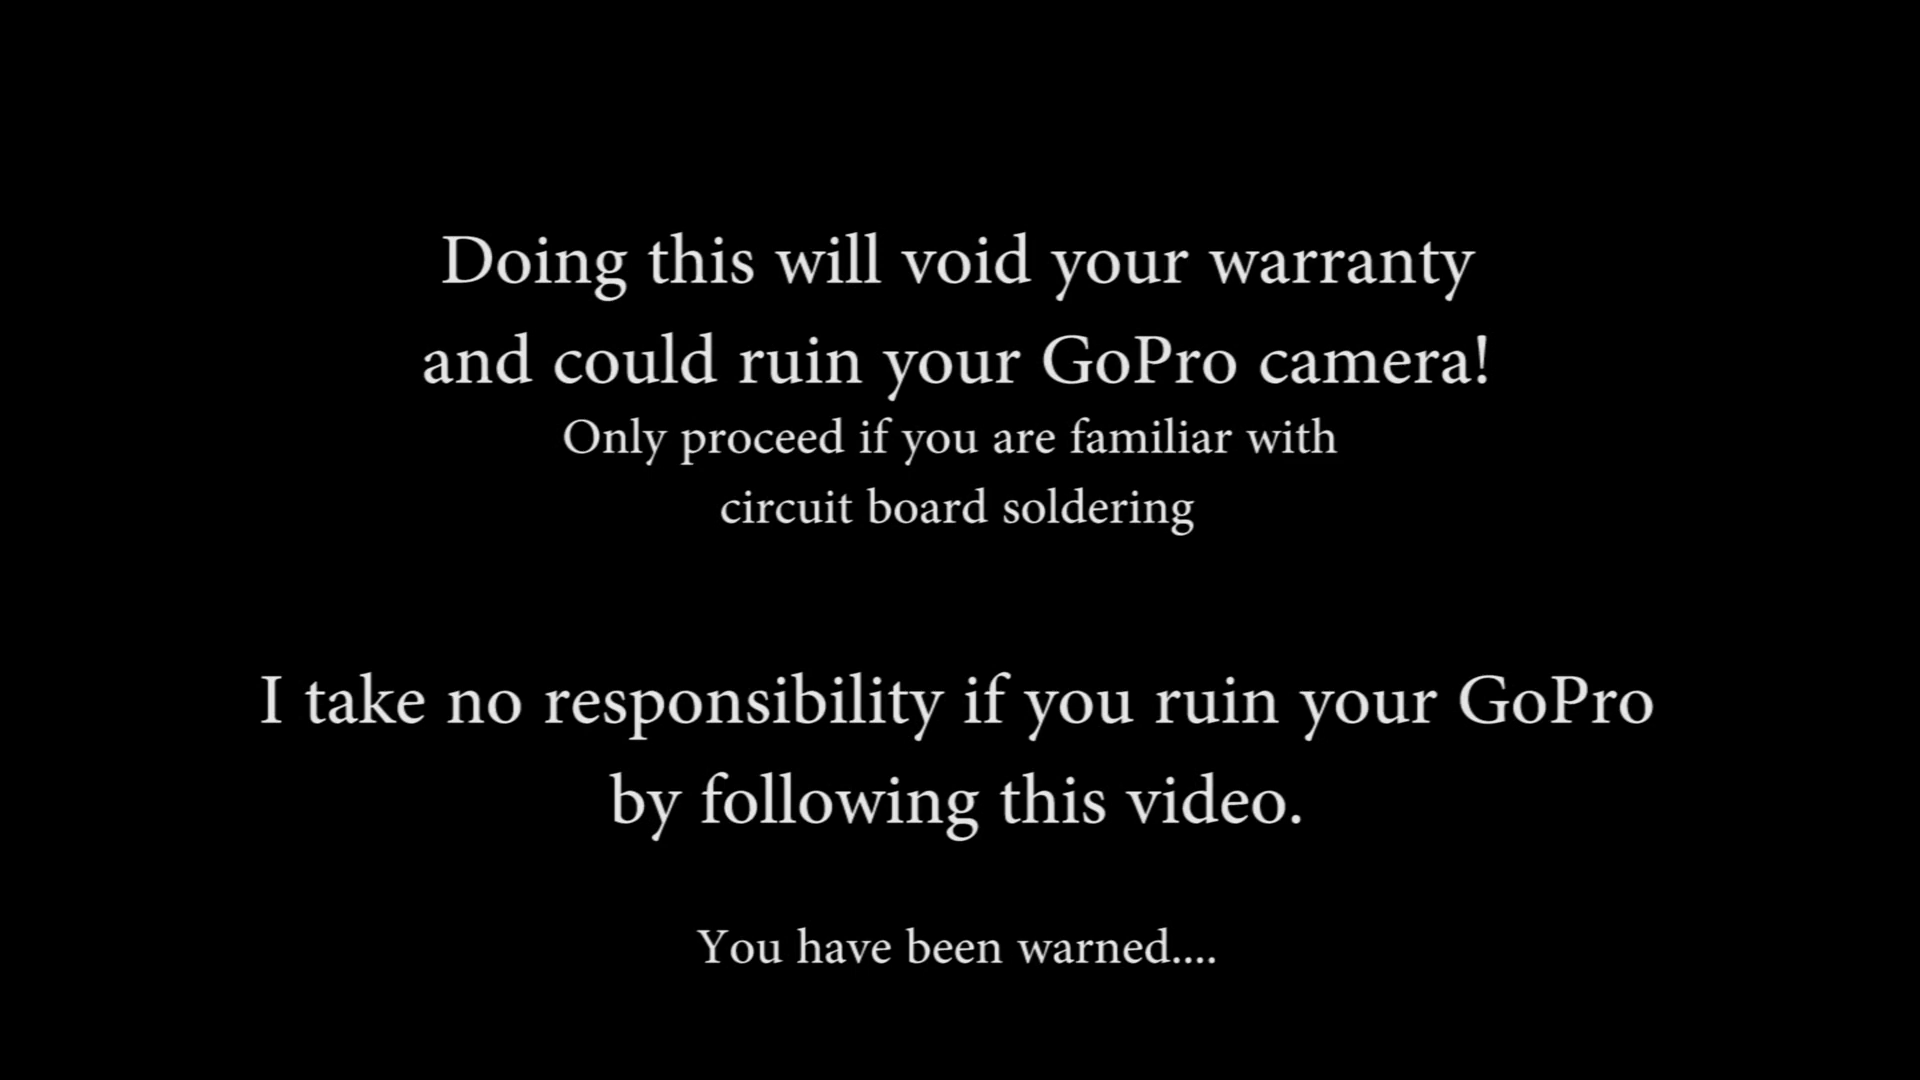 Doing this will void your warranty
and could ruin your GoPro camera!
Only proceed if you are familiar with
circuit board soldering
I take no responsibility if you ruin your GoPro
by following this video.
You have been warned....